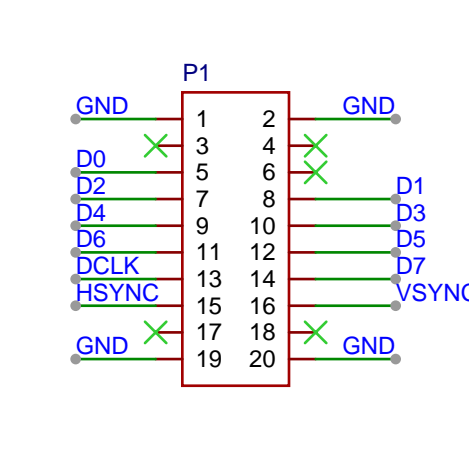 P1
GND 1 2 GND
3 4
D0 5 6
D2 7 8 D1
D4 9 10 D3
D6 11 12 D5
DCLK 13 14 D7
HSYNC 15 16 VSYNC
17 18
GND 19 20 GND